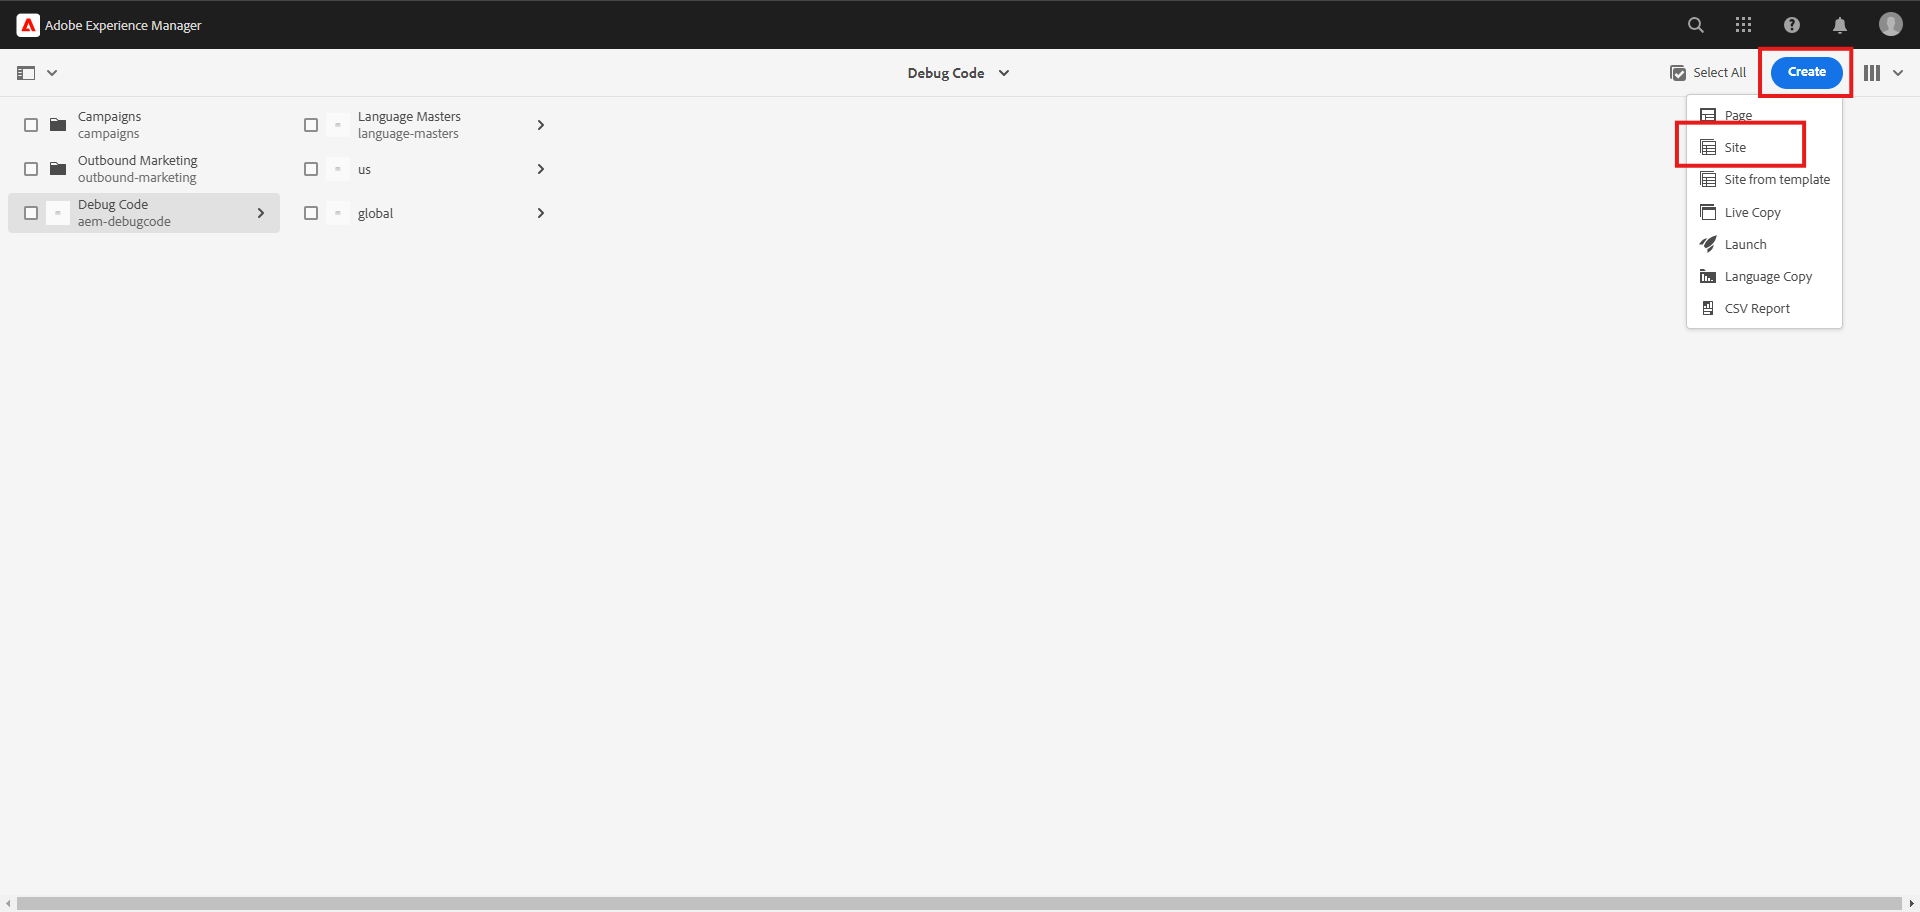 Adobe Experience Manager
Debug Code
Select All
Create
Campaigns
campaigns
Outbound Marketing
outbound-marketing
Debug Code
aem-debugcode
Language Masters
language-masters
us
global
Page
Site
Site from template
Live Copy
Launch
Language Copy
CSV Report